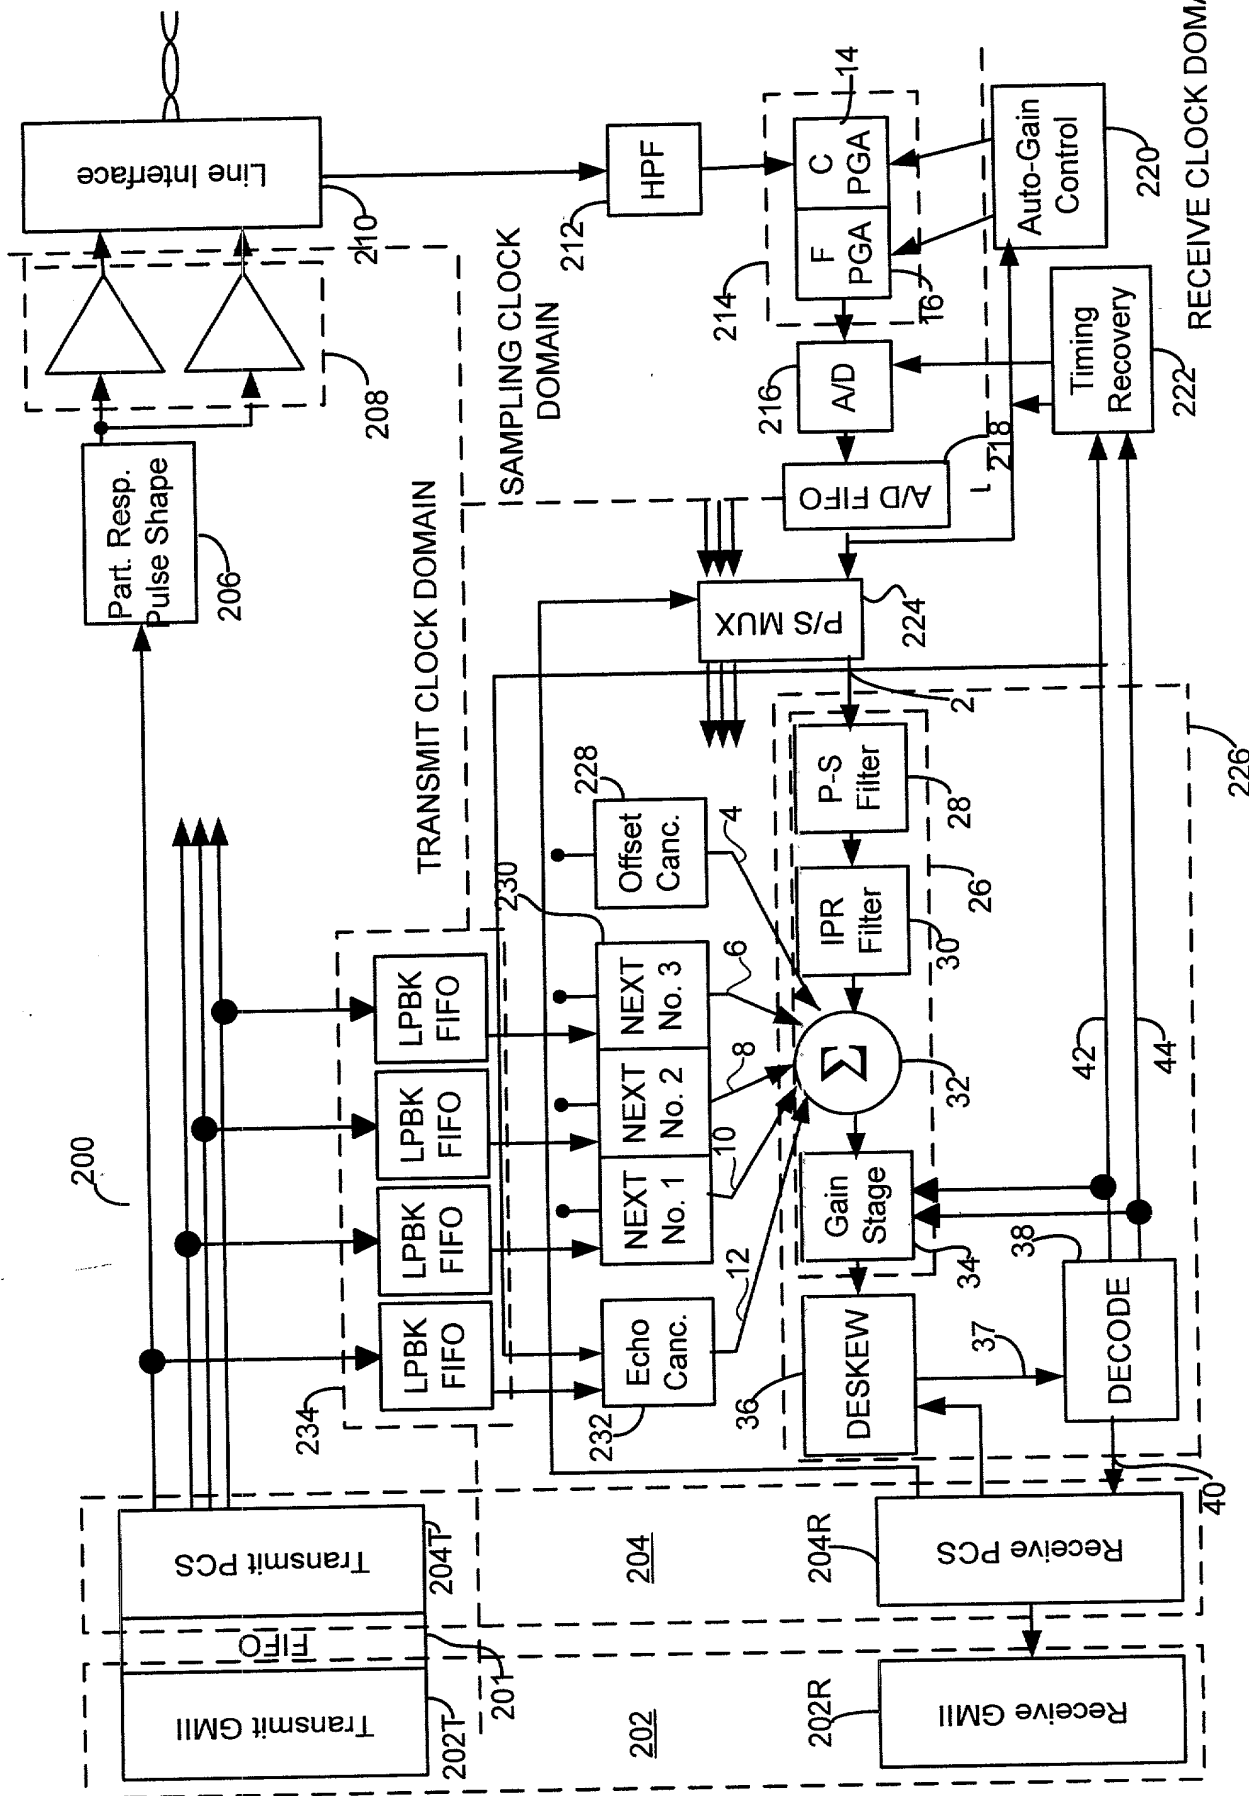 200
Transmit GMII
202T
FIFO
201
Transmit PCS
204T
202
204
Receive GMII
202R
Receive PCS
204R
Part. Resp.
Pulse Shape
206
208
Line Interface
210
TRANSMIT CLOCK DOMAIN
SAMPLING CLOCK
DOMAIN
RECEIVE CLOCK DOMA
234
LPBK
FIFO
LPBK
FIFO
LPBK
FIFO
LPBK
FIFO
Echo
Canc.
232
NEXT
No. 1
NEXT
No. 2
NEXT
No. 3
230
Offset
Canc.
228
12
10
8
6
4
HPF
212
C
PGA
14
F
PGA
16
214
A/D
216
A/D FIFO
218
Auto-Gain
Control
220
Timing
Recovery
222
P/S MUX
224
2
P-S
Filter
28
IPR
Filter
30
26
Σ
32
Gain
Stage
34
DESKEW
36
37
DECODE
38
40
42
44
226